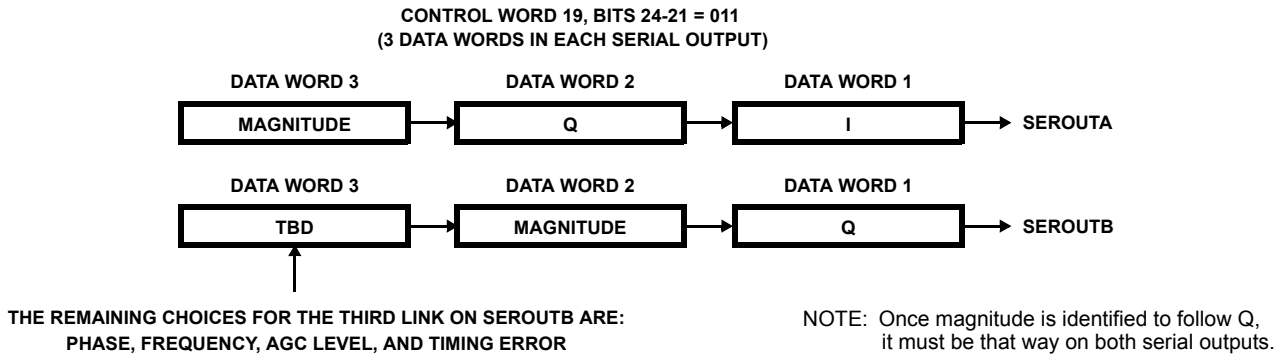 CONTROL WORD 19, BITS 24-21 = 011
(3 DATA WORDS IN EACH SERIAL OUTPUT)
DATA WORD 3 DATA WORD 2 DATA WORD 1
MAGNITUDE Q I SEROUTA
DATA WORD 3 DATA WORD 2 DATA WORD 1
TBD MAGNITUDE Q SEROUTB
THE REMAINING CHOICES FOR THE THIRD LINK ON SEROUTB ARE:
PHASE, FREQUENCY, AGC LEVEL, AND TIMING ERROR
NOTE: Once magnitude is identified to follow Q,
it must be that way on both serial outputs.